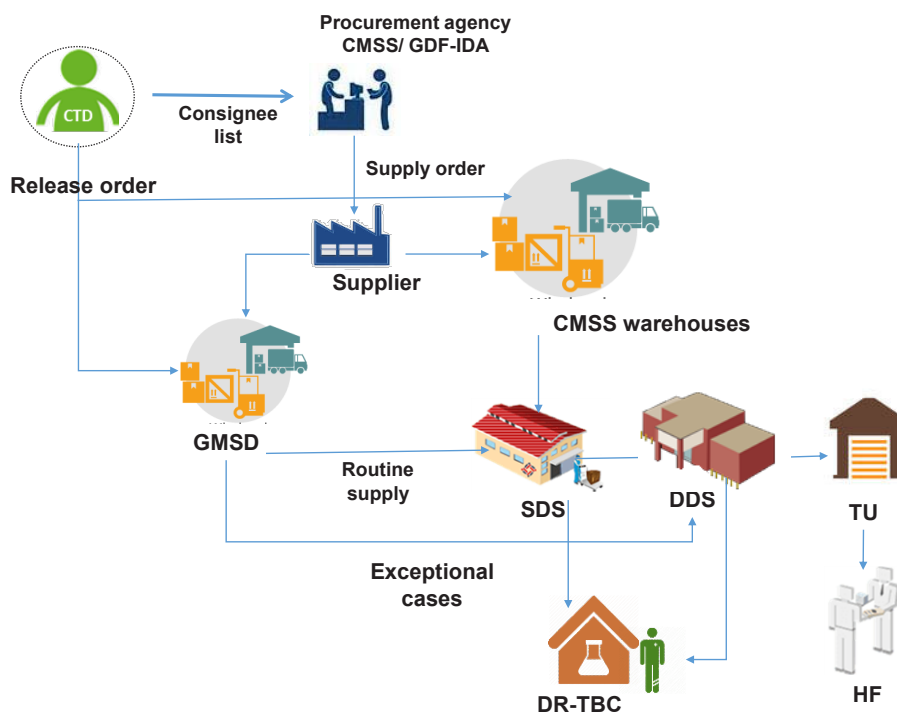 Procurement agency
CMSS/ GDF-IDA
CTD
Consignee
list
Supply order
Release order
Supplier
CMSS warehouses
GMSD
Routine
supply
SDS
DDS
TU
Exceptional
cases
DR-TBC
HF